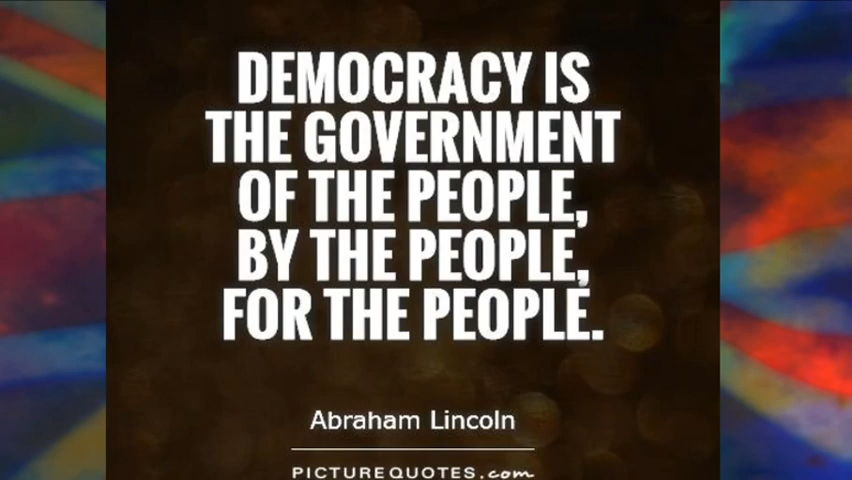 DEMOCRACY IS
THE GOVERNMENT
OF THE PEOPLE,
BY THE PEOPLE,
FOR THE PEOPLE.
Abraham Lincoln
PICTUREQUOTES.com